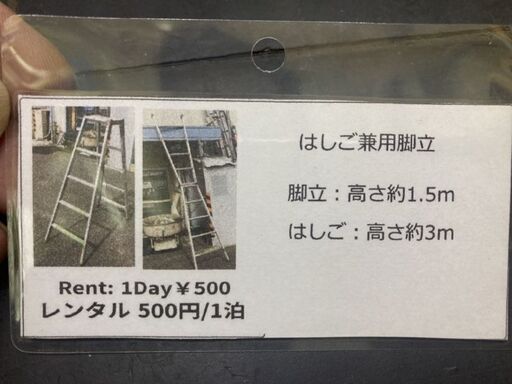 はしご兼用脚立
脚立：高さ約1.5m
はしご：高さ約3m
Rent: 1Day￥500
レンタル 500円/1泊